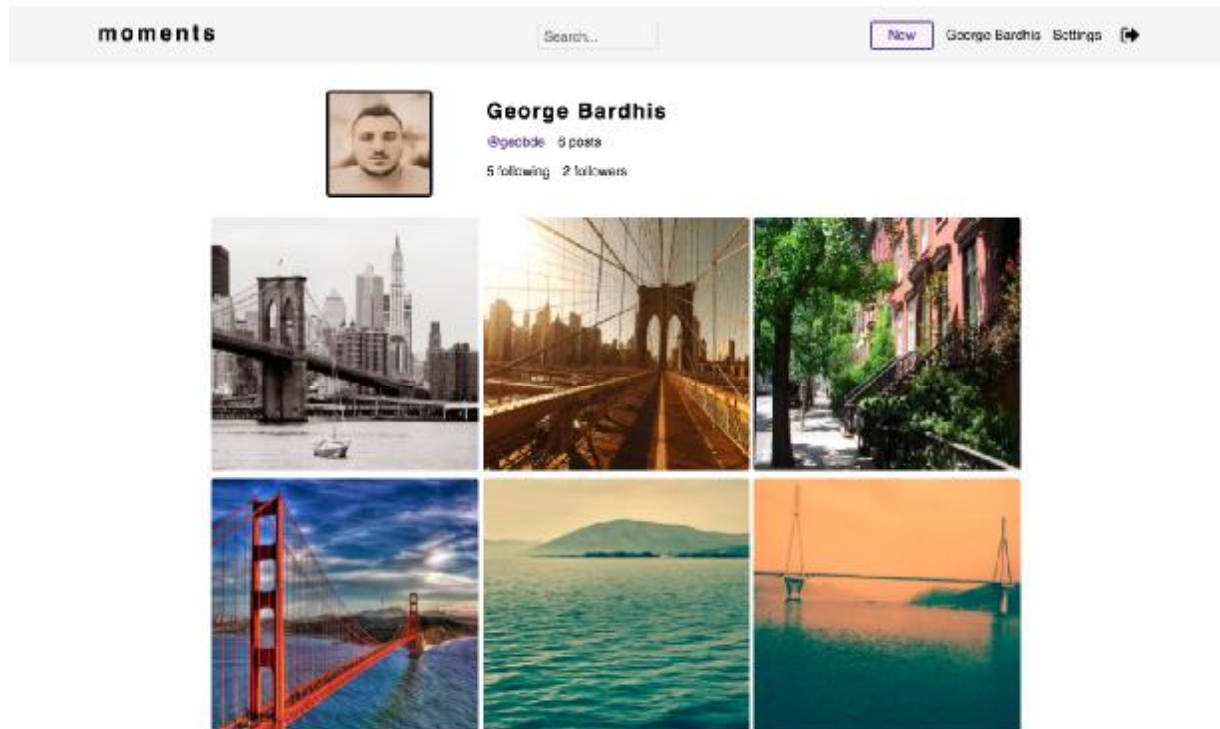 moments
Search...
New
George Bardhis
Settings
George Bardhis
6 posts
5 following
2 followers